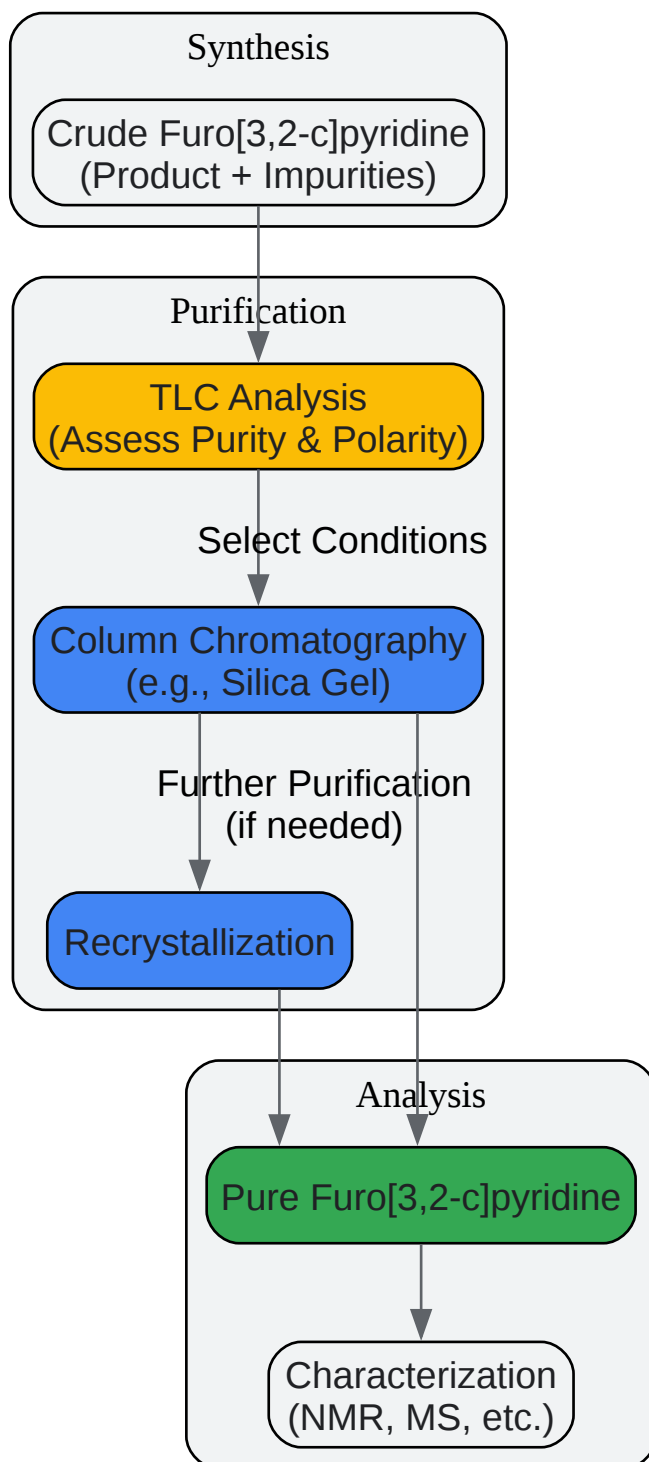 Synthesis
Crude Furo[3,2-c]pyridine
(Product + Impurities)
Purification
TLC Analysis
(Assess Purity & Polarity)
Select Conditions
Column Chromatography
(e.g., Silica Gel)
Further Purification
(if needed)
Recrystallization
Analysis
Pure Furo[3,2-c]pyridine
Characterization
(NMR, MS, etc.)